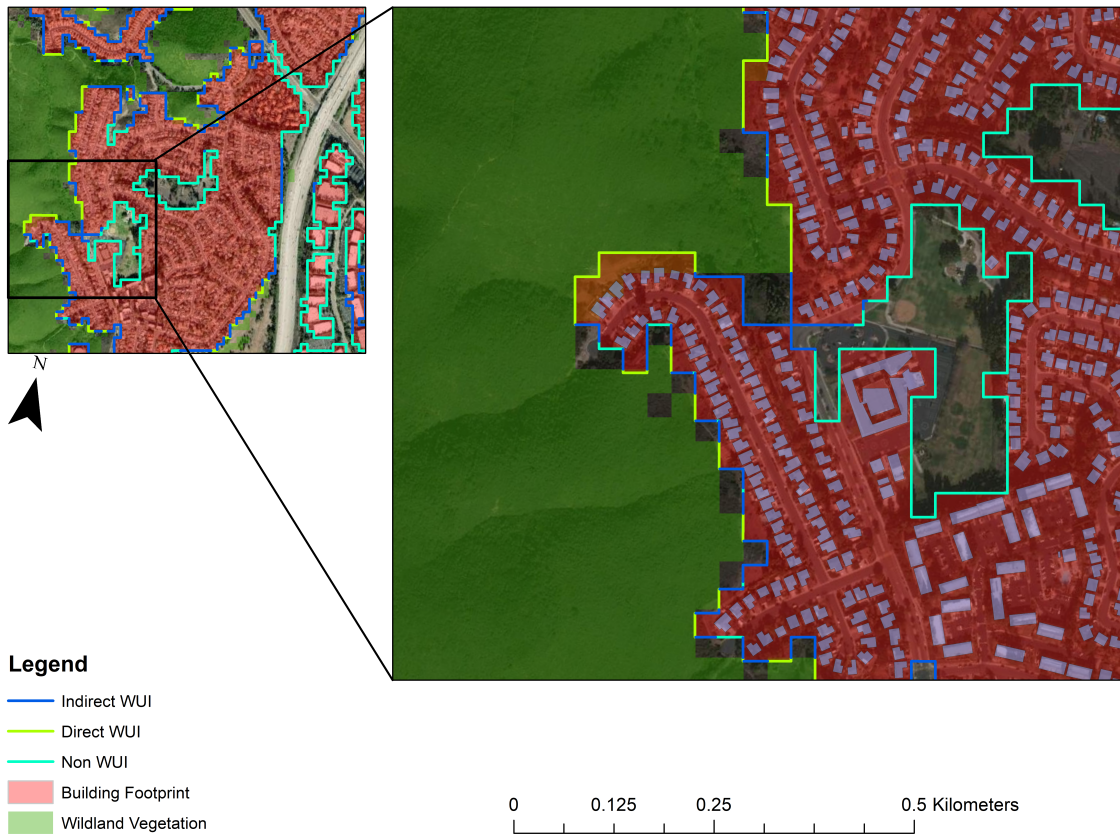 N
Legend
Indirect WUI
Direct WUI
Non WUI
Building Footprint
Wildland Vegetation
0 0.125 0.25 0.5 Kilometers